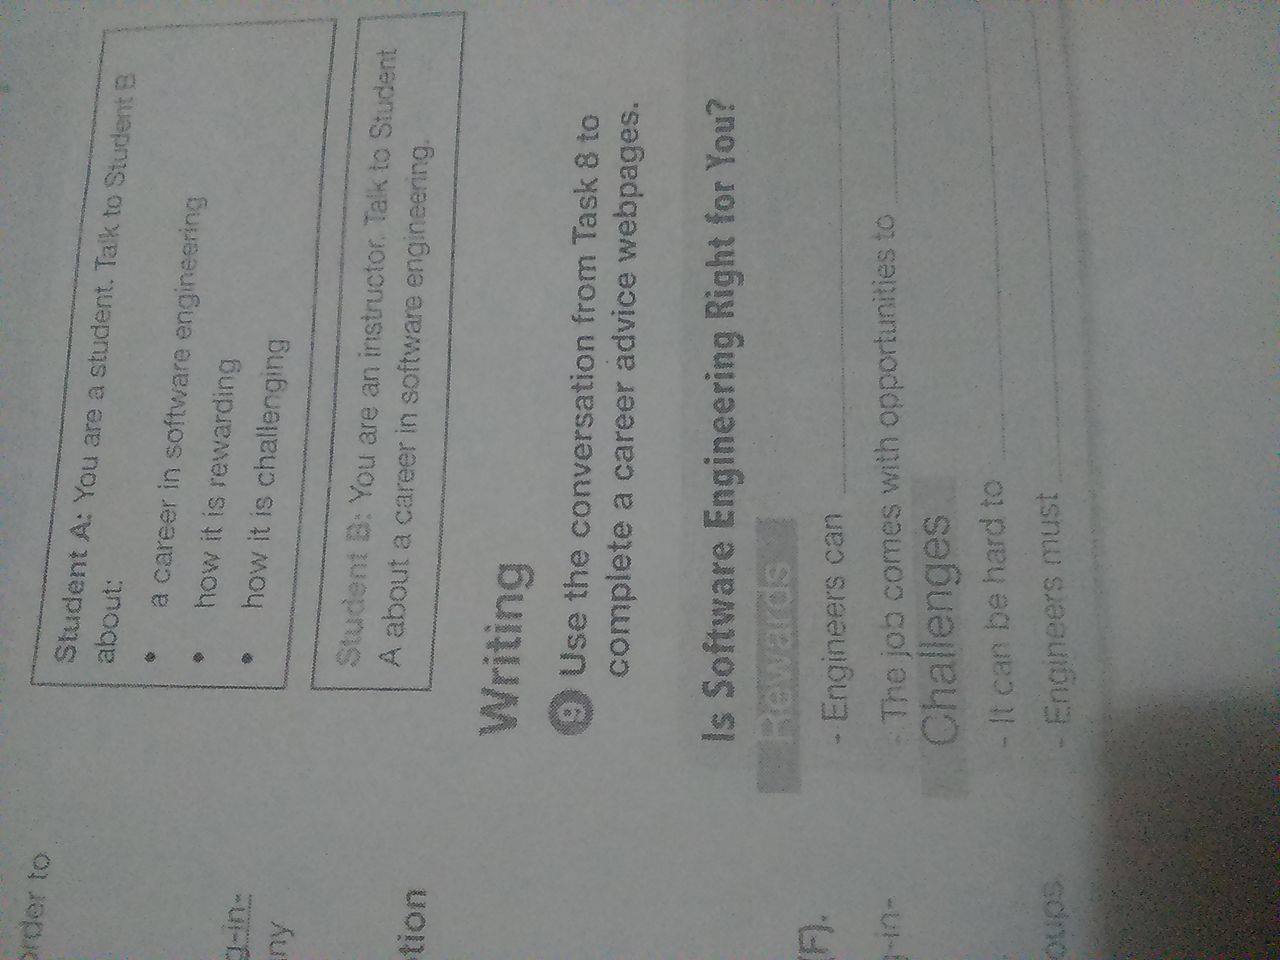 order to
g-in-
ny
tion
(F).
g-in-
oups
Student A: You are a student. Talk to Student B
about:
• a career in software engineering
• how it is rewarding
• how it is challenging
Student B: You are an instructor. Talk to Student
A about a career in software engineering.
Writing
9 Use the conversation from Task 8 to
complete a career advice webpages.
Is Software Engineering Right for You?
Rewards
- Engineers can
- The job comes with opportunities to
Challenges
- It can be hard to
- Engineers must